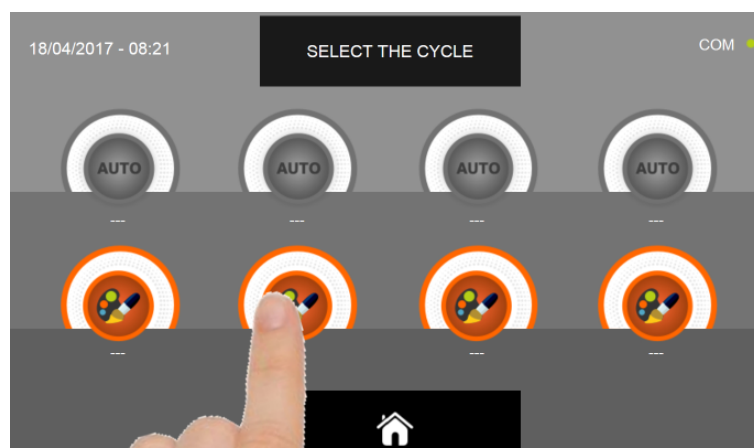 18/04/2017 - 08:21
SELECT THE CYCLE
COM
AUTO AUTO AUTO AUTO
--- --- --- ---
--- --- --- ---